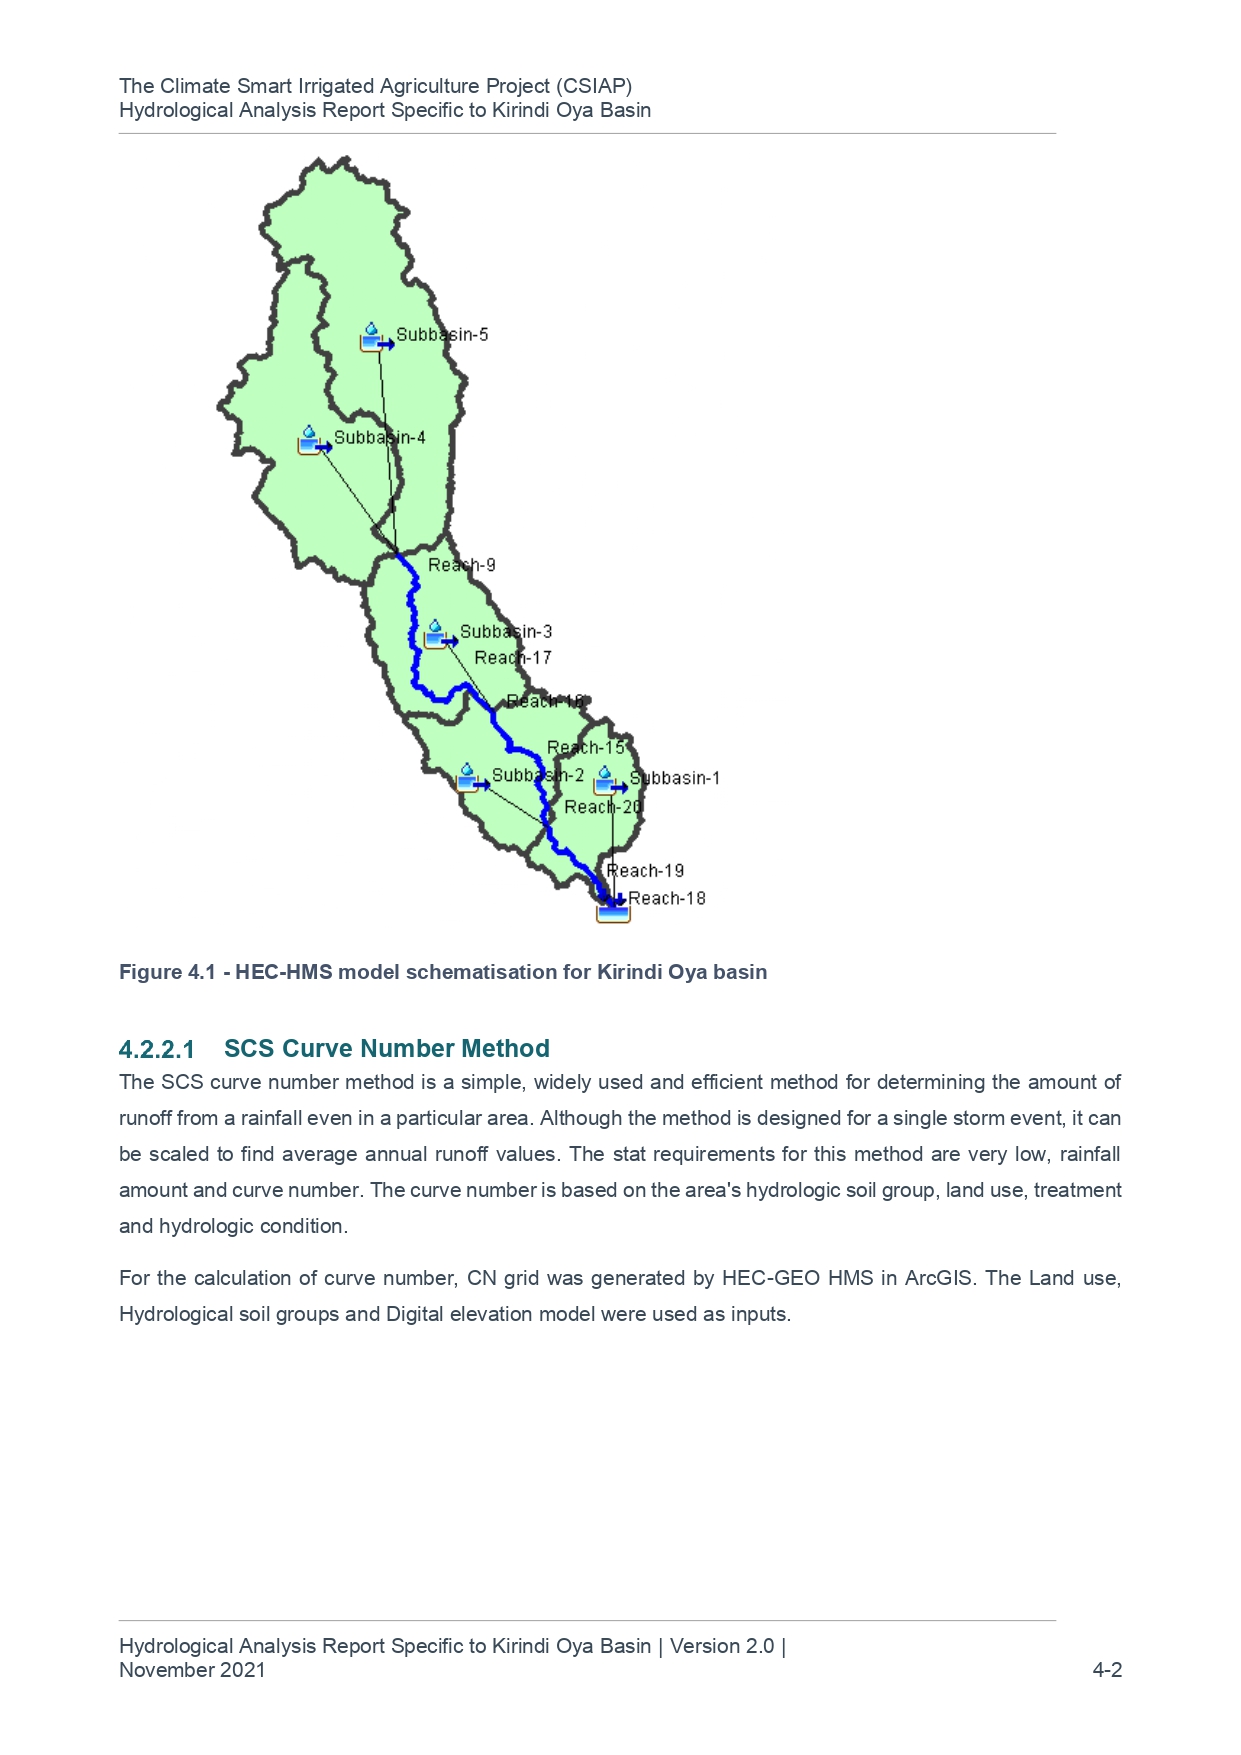 The Climate Smart Irrigated Agriculture Project (CSIAP)
Hydrological Analysis Report Specific to Kirindi Oya Basin
Subbasin-5
Subbasin-4
Reach-9
Subbasin-3
Reach-17
Reach-16
Reach-15
Subbasin-2
Subbasin-1
Reach-20
Reach-19
Reach-18
Figure 4.1 - HEC-HMS model schematisation for Kirindi Oya basin
4.2.2.1 SCS Curve Number Method
The SCS curve number method is a simple, widely used and efficient method for determining the amount of
runoff from a rainfall even in a particular area. Although the method is designed for a single storm event, it can
be scaled to find average annual runoff values. The stat requirements for this method are very low, rainfall
amount and curve number. The curve number is based on the area's hydrologic soil group, land use, treatment
and hydrologic condition.
For the calculation of curve number, CN grid was generated by HEC-GEO HMS in ArcGIS. The Land use,
Hydrological soil groups and Digital elevation model were used as inputs.
Hydrological Analysis Report Specific to Kirindi Oya Basin | Version 2.0 |
November 2021 4-2